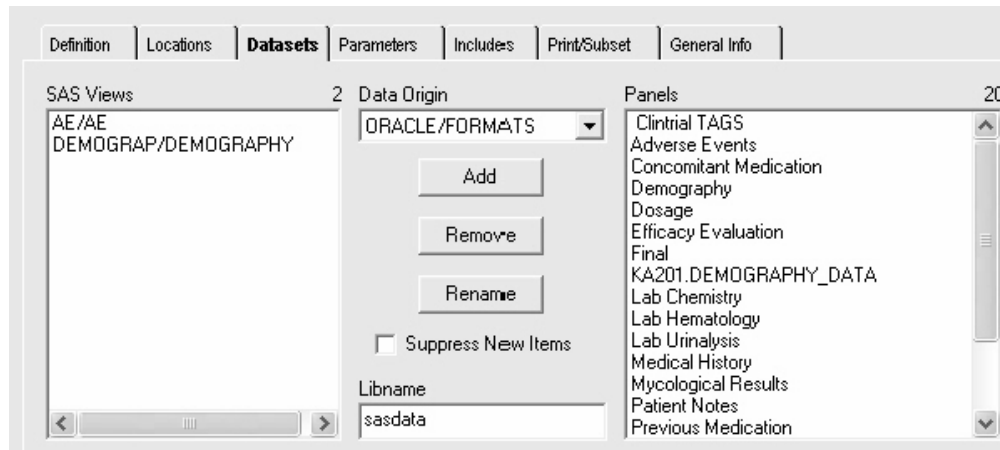 Definition Locations Datasets Parameters Includes Print/Subset General Info
SAS Views 2
AE/AE
DEMOGRAP/DEMOGRAPHY
Data Origin
ORACLE/FORMATS
Add
Remove
Rename
Suppress New Items
Libname
sasdata
Panels 20
Clintrial TAGS
Adverse Events
Concomitant Medication
Demography
Dosage
Efficacy Evaluation
Final
KA201.DEMOGRAPHY_DATA
Lab Chemistry
Lab Hematology
Lab Urinalysis
Medical History
Mycological Results
Patient Notes
Previous Medication